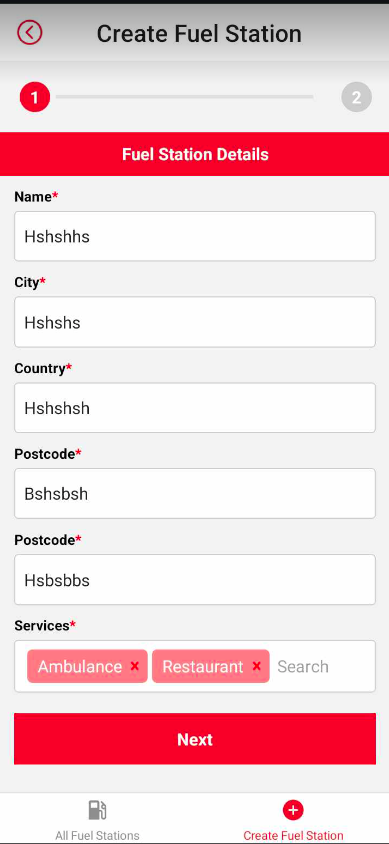 Create Fuel Station
1
2
Fuel Station Details
Name*
Hshshhs
City*
Hshshs
Country*
Hshshsh
Postcode*
Bshsbsh
Postcode*
Hsbsbbs
Services*
Ambulance × Restaurant × Search
Next
All Fuel Stations
Create Fuel Station